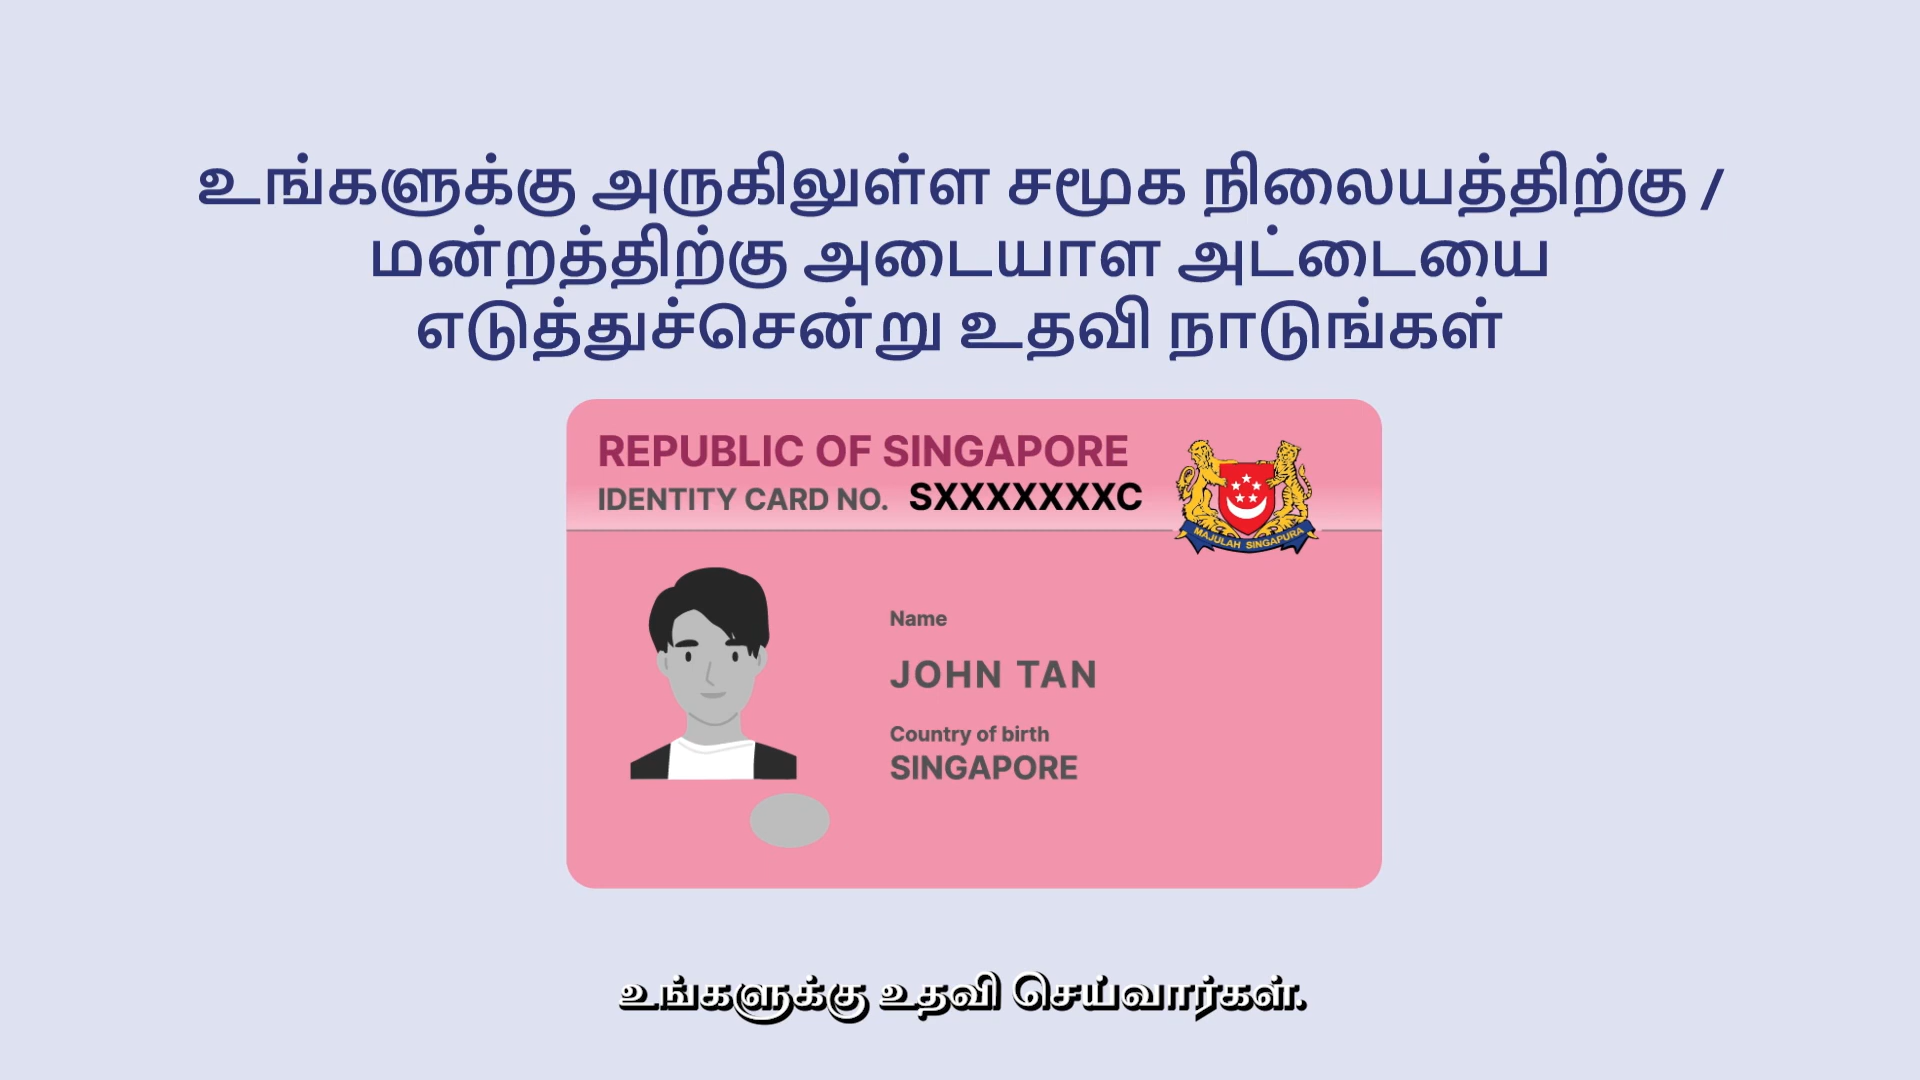 உங்களுக்கு அருகிலுள்ள சமூக நிலையத்திற்கு /
மன்றத்திற்கு அடையாள அட்டையை
எடுத்துச்சென்று உதவி நாடுங்கள்
REPUBLIC OF SINGAPORE
IDENTITY CARD NO. SXXXXXXXC
MAJULAH SINGAPURA
Name
JOHN TAN
Country of birth
SINGAPORE
உங்களுக்கு உதவி செய்வார்கள்.